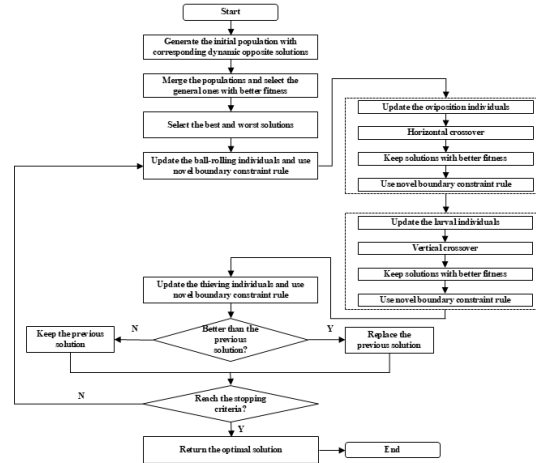 Start
Generate the initial population with
corresponding dynamic opposite solutions
Merge the populations and select the
general ones with better fitness
Select the best and worst solutions
Update the ball-rolling individuals and use
novel boundary constraint rule
Update the oviposition individuals
Horizontal crossover
Keep solutions with better fitness
Use novel boundary constraint rule
Update the larval individuals
Vertical crossover
Keep solutions with better fitness
Use novel boundary constraint rule
Update the thieving individuals and use
novel boundary constraint rule
Better than the
previous
solution?
N
Y
Keep the previous
solution
Replace the
previous solution
Reach the stopping
criteria?
N
Y
Return the optimal solution
End